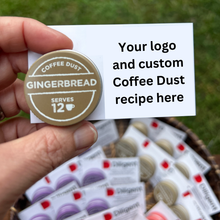 COFFEE DUST
GINGERBREAD
SERVES
12
Your logo
and custom
Coffee Dust
recipe here